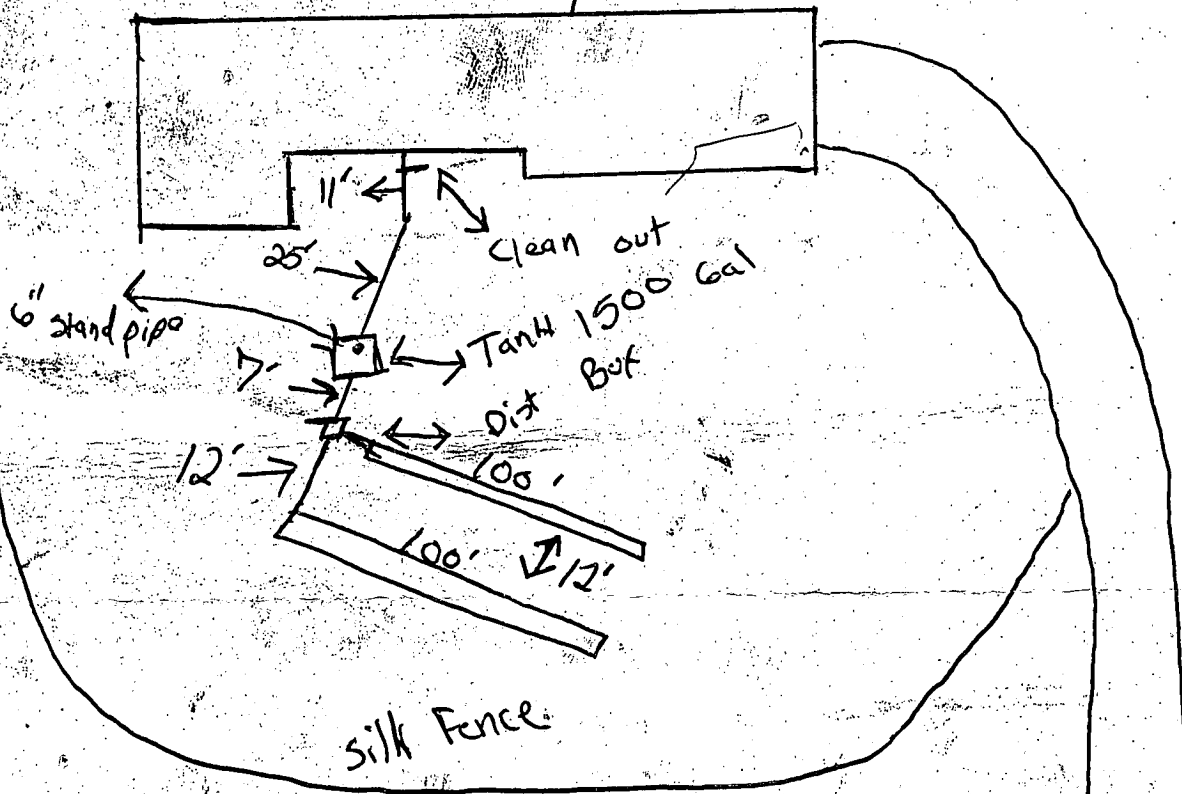 11'
Clean out
25'
6" stand pipe
Tank 1500 Gal
7'
Dist Box
12'
100'
100'
12'
silk Fence.